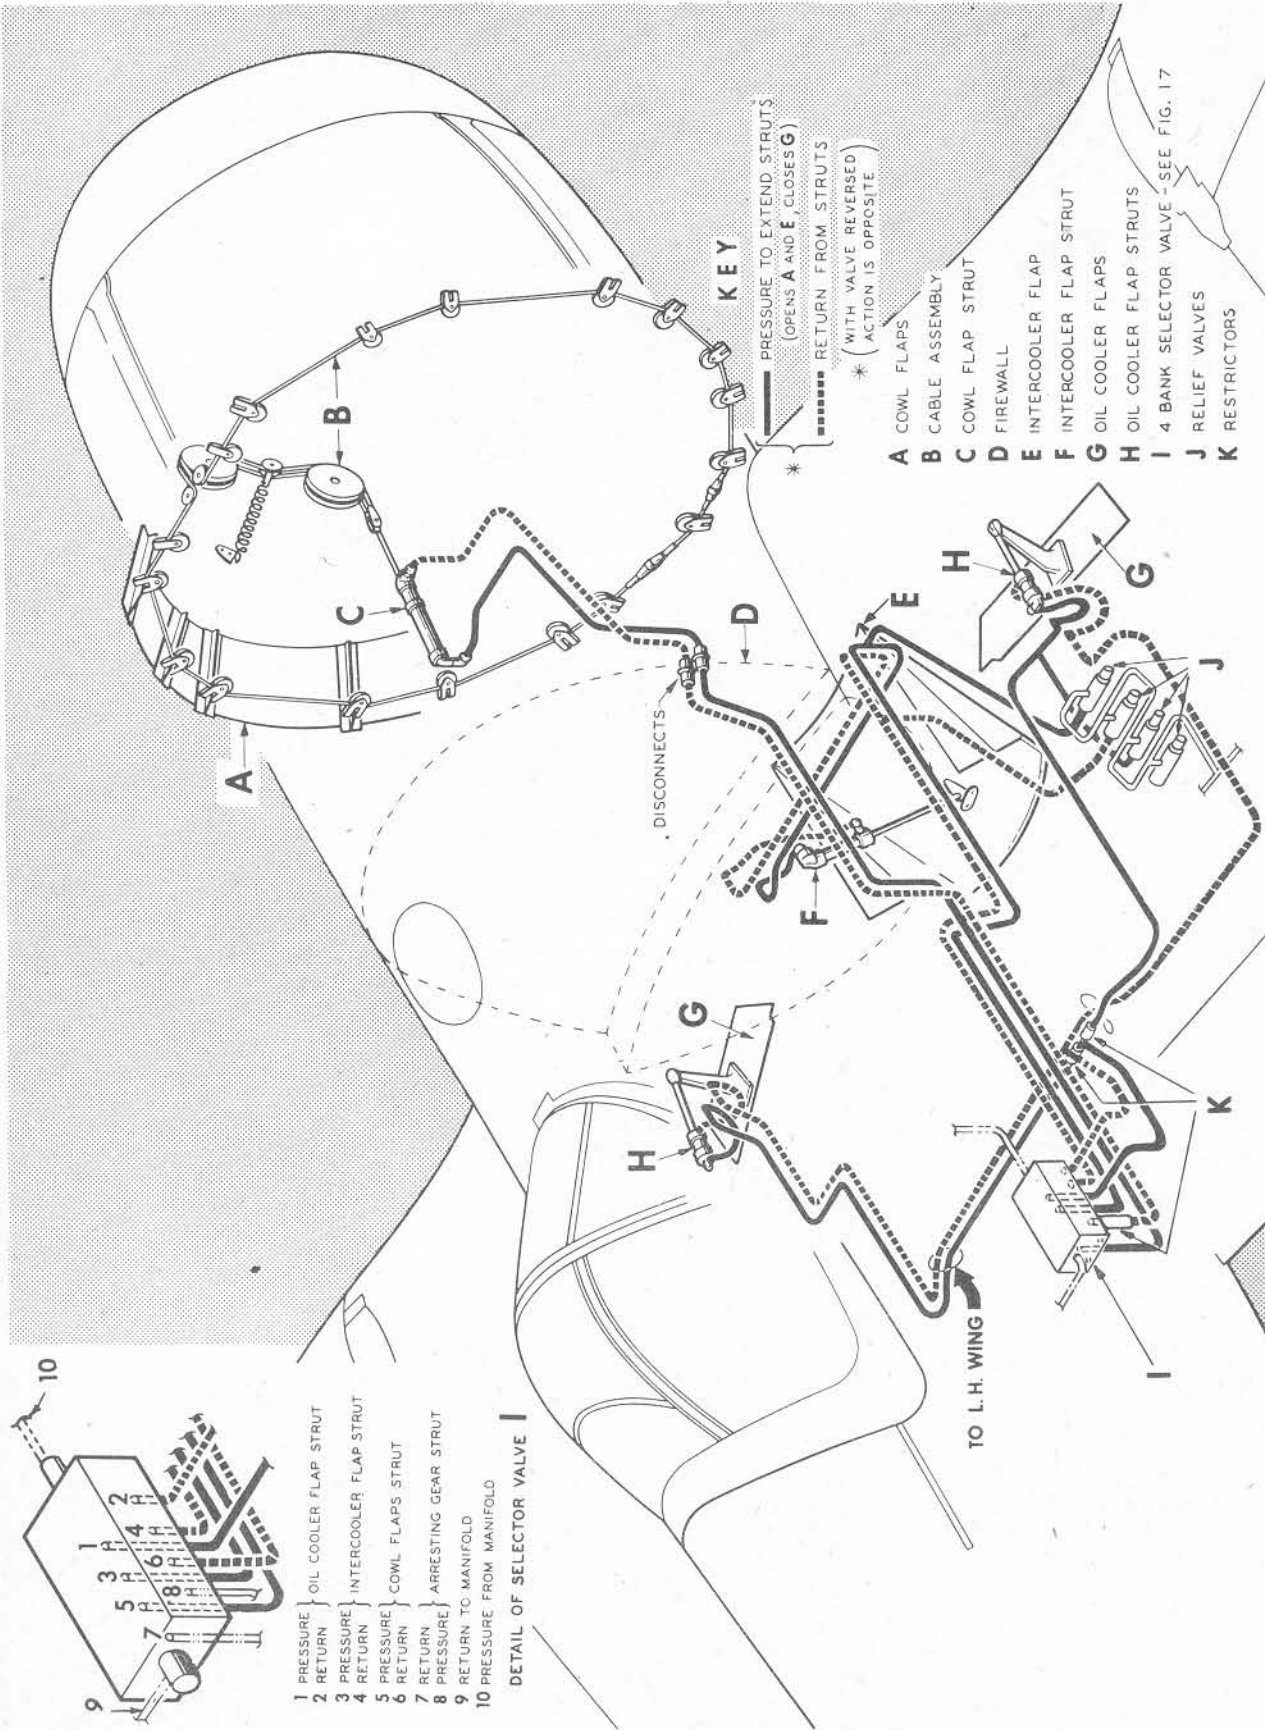 10
9
7
5
8
3
6
1
4
2
1 PRESSURE } OIL COOLER FLAP STRUT
2 RETURN
3 PRESSURE } INTERCOOLER FLAP STRUT
4 RETURN
5 PRESSURE } COWL FLAPS STRUT
6 RETURN
7 RETURN } ARRESTING GEAR STRUT
8 PRESSURE
9 RETURN TO MANIFOLD
10 PRESSURE FROM MANIFOLD
DETAIL OF SELECTOR VALVE I
A
B
C
D
DISCONNECTS
E
F
G
H
G
H
J
K
I
TO L.H. WING
KEY
PRESSURE TO EXTEND STRUTS
(OPENS A AND E, CLOSES G)
* RETURN FROM STRUTS
* (WITH VALVE REVERSED
ACTION IS OPPOSITE)
A COWL FLAPS
B CABLE ASSEMBLY
C COWL FLAP STRUT
D FIREWALL
E INTERCOOLER FLAP
F INTERCOOLER FLAP STRUT
G OIL COOLER FLAPS
H OIL COOLER FLAP STRUTS
I 4 BANK SELECTOR VALVE - SEE FIG. 17
J RELIEF VALVES
K RESTRICTORS